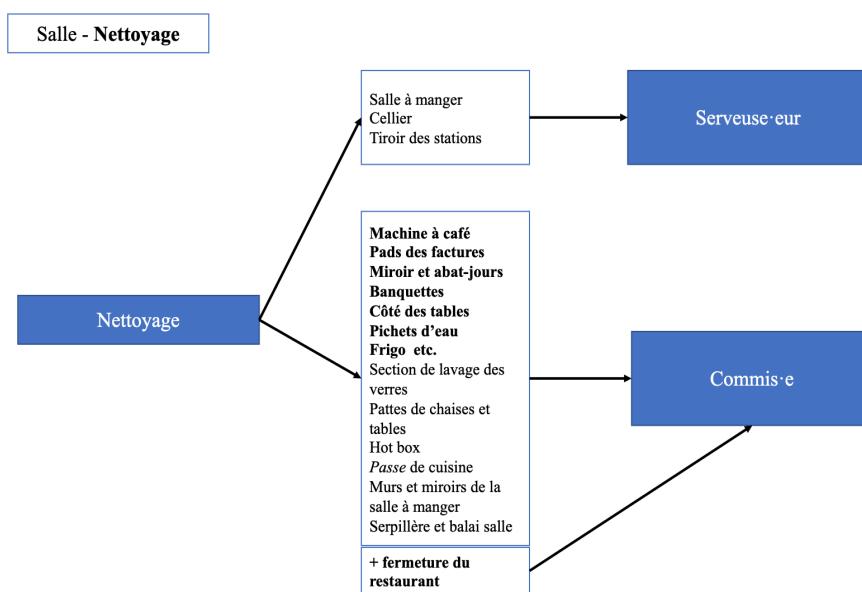 Salle - Nettoyage
Salle à manger
Cellier
Tiroir des stations
Serveuse·eur
Nettoyage
Machine à café
Pads des factures
Miroir et abat-jours
Banquettes
Côté des tables
Pichets d’eau
Frigo  etc.
Section de lavage des
verres
Pattes de chaises et
tables
Hot box
Passe de cuisine
Murs et miroirs de la
salle à manger
Serpillère et balai salle
Commis·e
+ fermeture du
restaurant